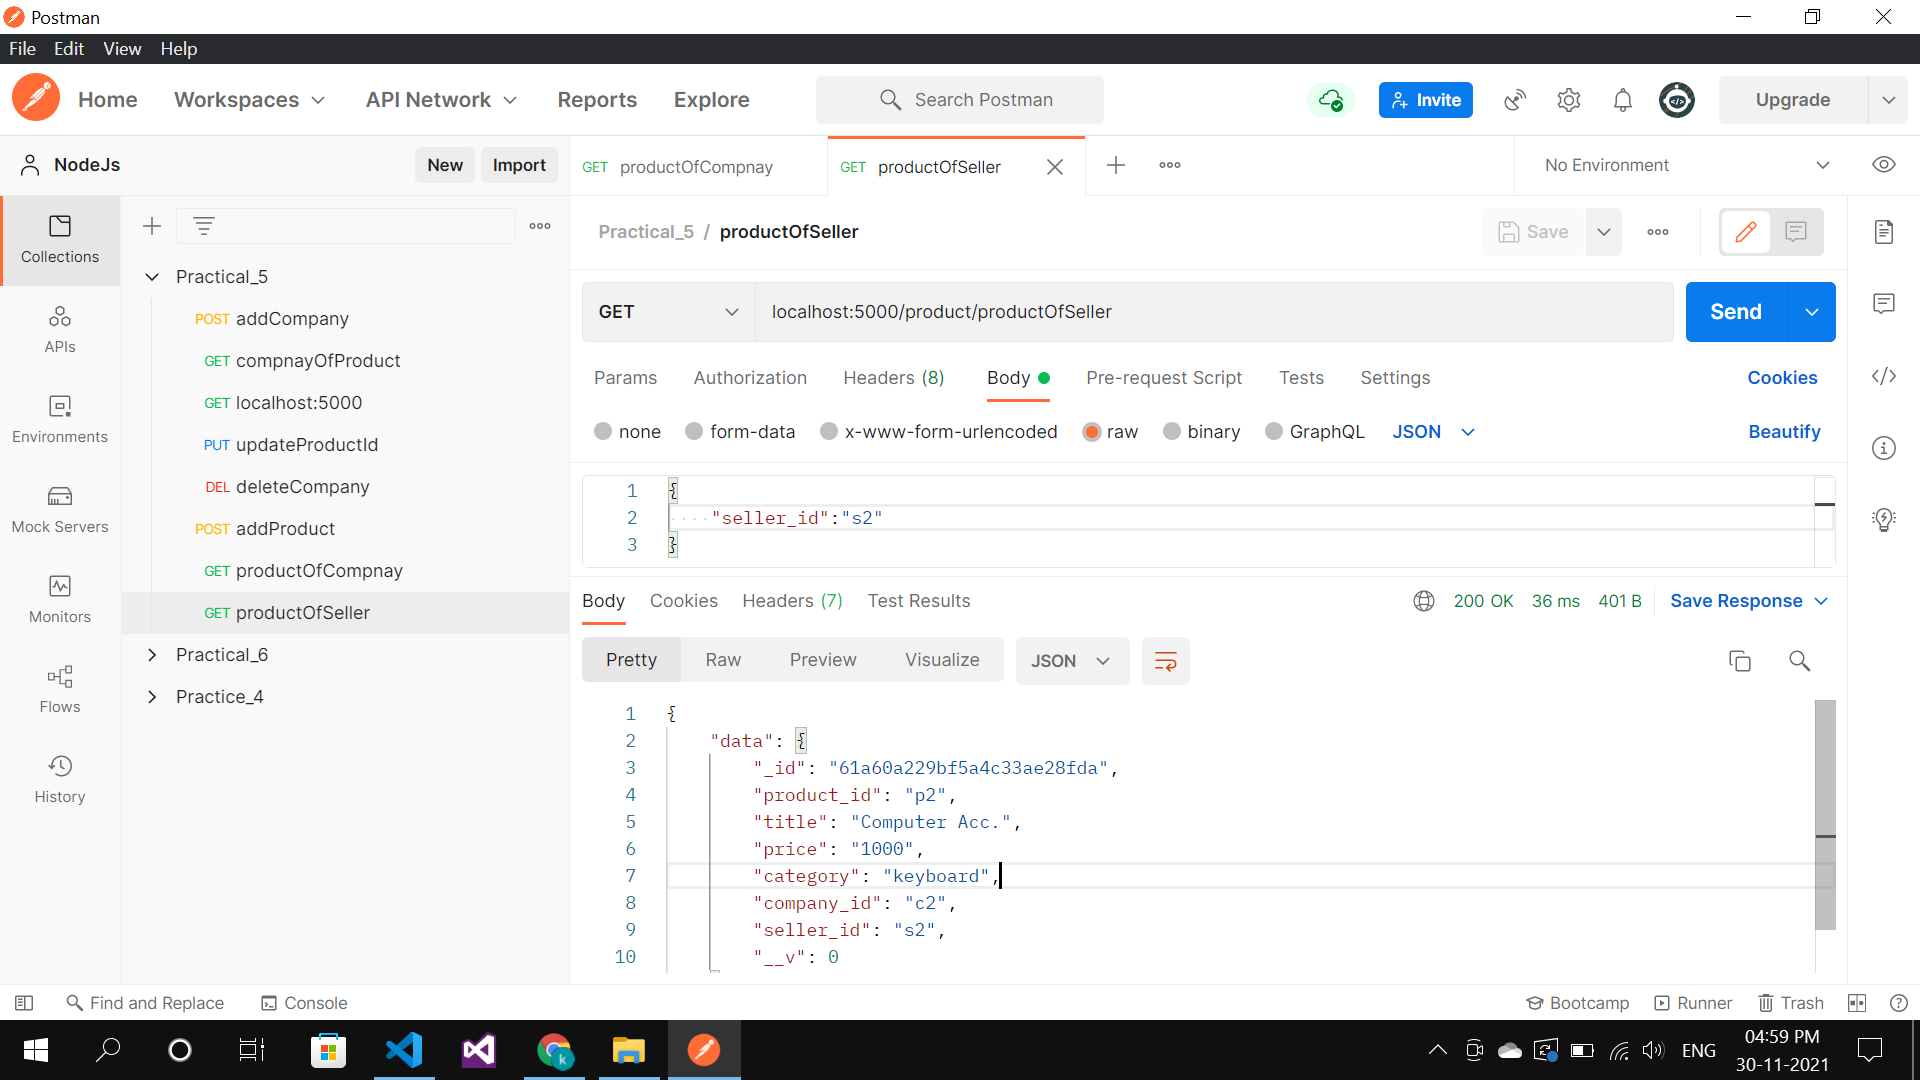 Postman
File Edit View Help
Home Workspaces API Network Reports Explore Search Postman Invite Upgrade
NodeJs New Import GET productOfCompnay GET productOfSeller No Environment
Collections
APIs
Environments
Mock Servers
Monitors
Flows
History
Practical_5
POST addCompany
GET compnayOfProduct
GET localhost:5000
PUT updateProductId
DEL deleteCompany
POST addProduct
GET productOfCompnay
GET productOfSeller
Practical_6
Practice_4
Practical_5 / productOfSeller Save
GET localhost:5000/product/productOfSeller Send
Params Authorization Headers (8) Body Pre-request Script Tests Settings Cookies
none form-data x-www-form-urlencoded raw binary GraphQL JSON Beautify
1 {
2 "seller_id":"s2"
3 }
Body Cookies Headers (7) Test Results 200 OK 36 ms 401 B Save Response
Pretty Raw Preview Visualize JSON
1 {
2 "data": {
3 "_id": "61a60a229bf5a4c33ae28fda",
4 "product_id": "p2",
5 "title": "Computer Acc.",
6 "price": "1000",
7 "category": "keyboard",
8 "company_id": "c2",
9 "seller_id": "s2",
10 "__v": 0
Find and Replace Console Bootcamp Runner Trash
k ENG 04:59 PM
30-11-2021